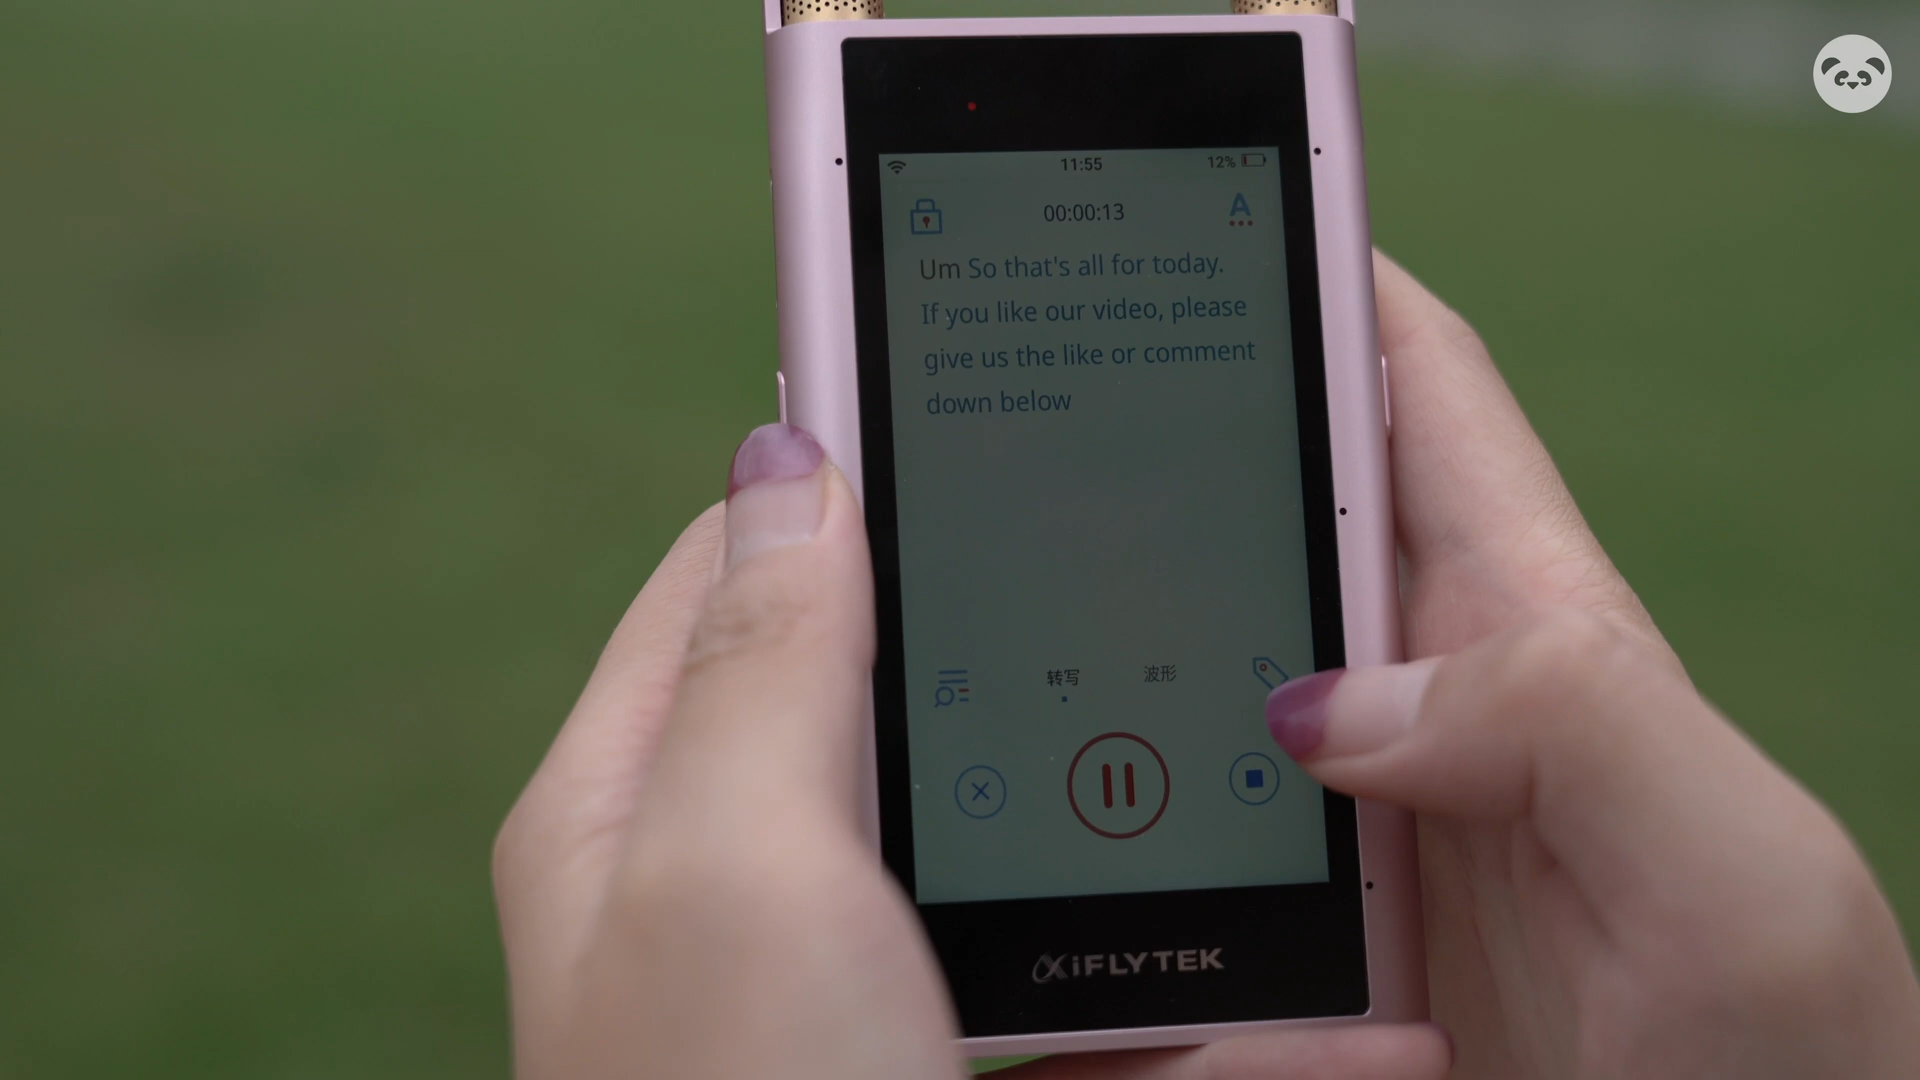 11:55
12%
00:00:13
A
Um So that's all for today.
If you like our video, please
give us the like or comment
down below
转写 波形
iFLYTEK